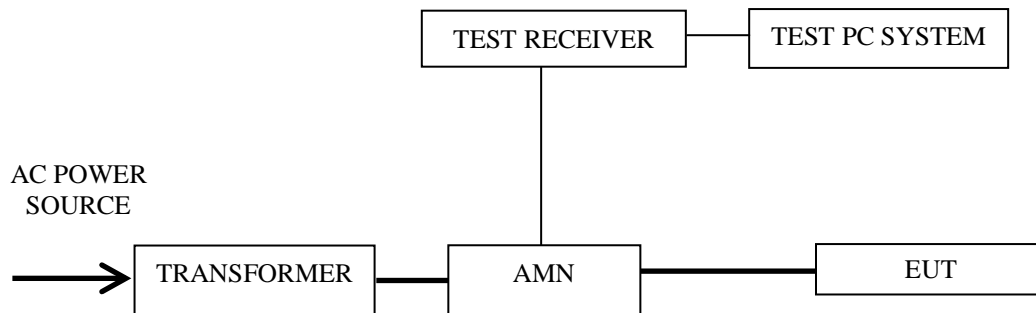 TEST RECEIVER
TEST PC SYSTEM
AC POWER
SOURCE
TRANSFORMER
AMN
EUT